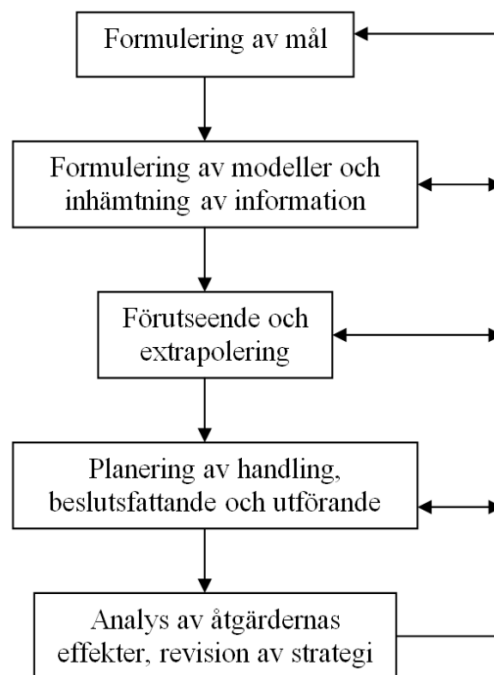 Formulering av mål
Formulering av modeller och
inhämtning av information
Förutseende och
extrapolering
Planering av handling,
beslutsfattande och utförande
Analys av åtgärdernas
effekter, revision av strategi